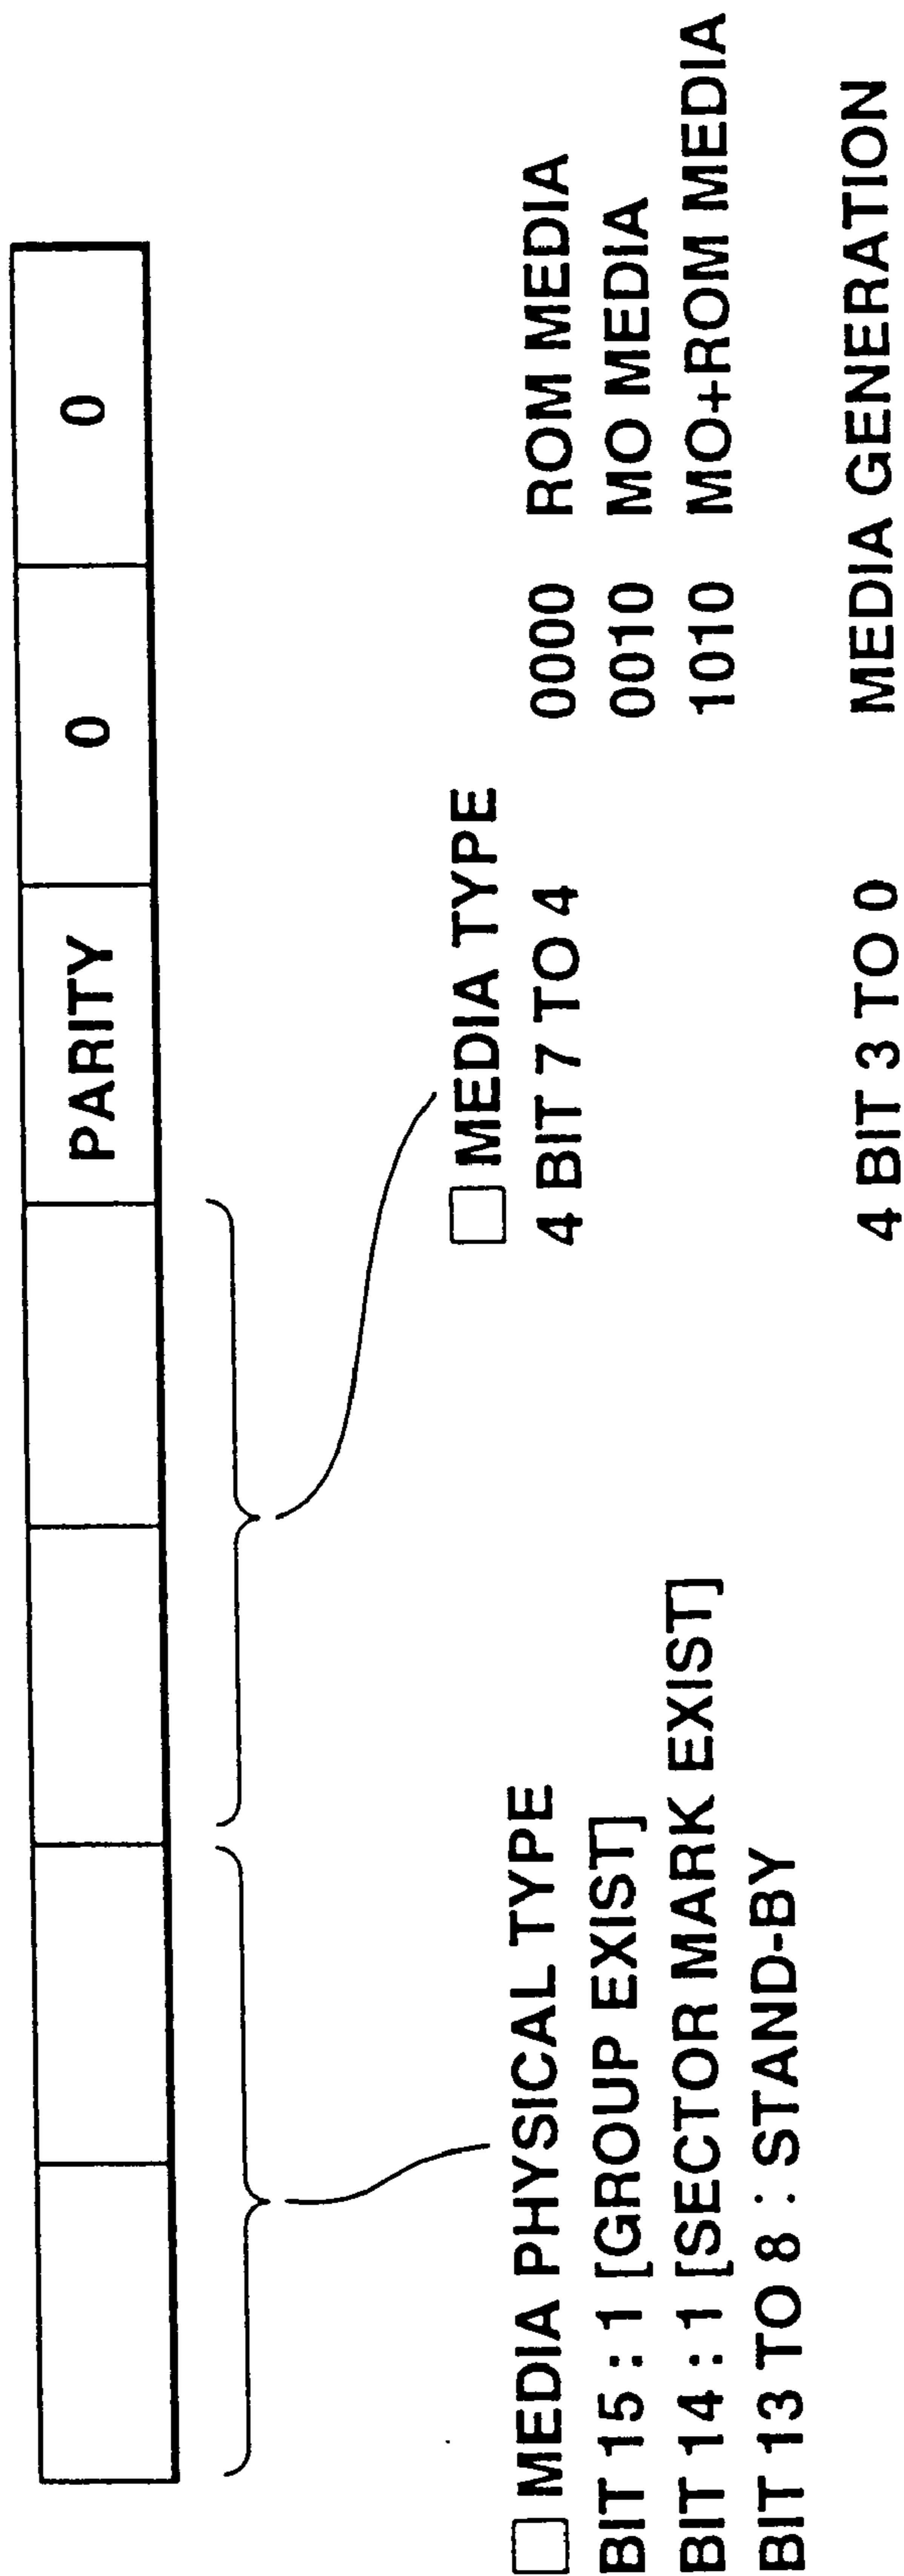 PARITY 0 0
□ MEDIA PHYSICAL TYPE
BIT 15 : 1 [GROUP EXIST]
BIT 14 : 1 [SECTOR MARK EXIST]
BIT 13 TO 8 : STAND-BY
□ MEDIA TYPE
4 BIT 7 TO 4 0000 ROM MEDIA
0010 MO MEDIA
1010 MO+ROM MEDIA
4 BIT 3 TO 0 MEDIA GENERATION